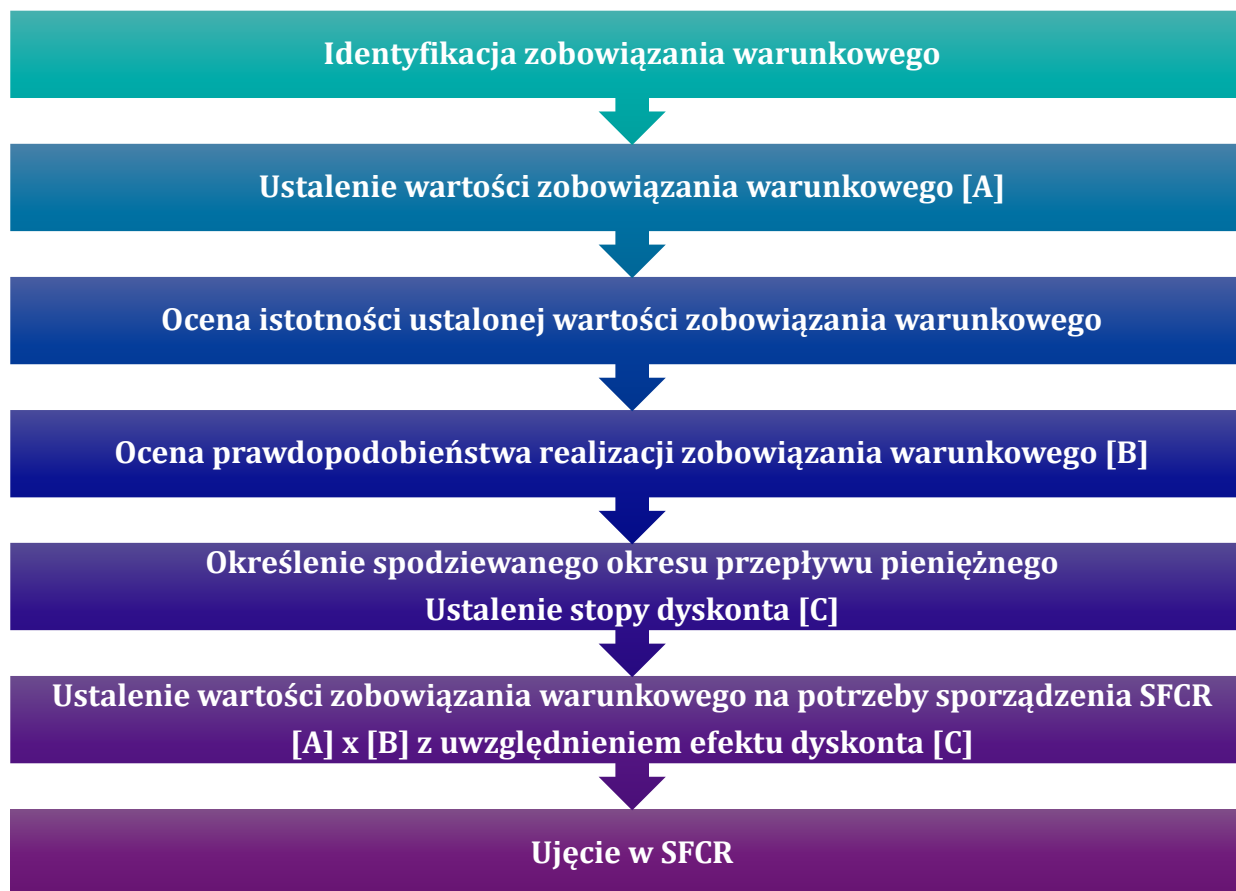 Identyfikacja zobowiązania warunkowego
Ustalenie wartości zobowiązania warunkowego [A]
Ocena istotności ustalonej wartości zobowiązania warunkowego
Ocena prawdopodobieństwa realizacji zobowiązania warunkowego [B]
Określenie spodziewanego okresu przepływu pieniężnego
Ustalenie stopy dyskonta [C]
Ustalenie wartości zobowiązania warunkowego na potrzeby sporządzenia SFCR
[A] x [B] z uwzględnieniem efektu dyskonta [C]
Ujęcie w SFCR